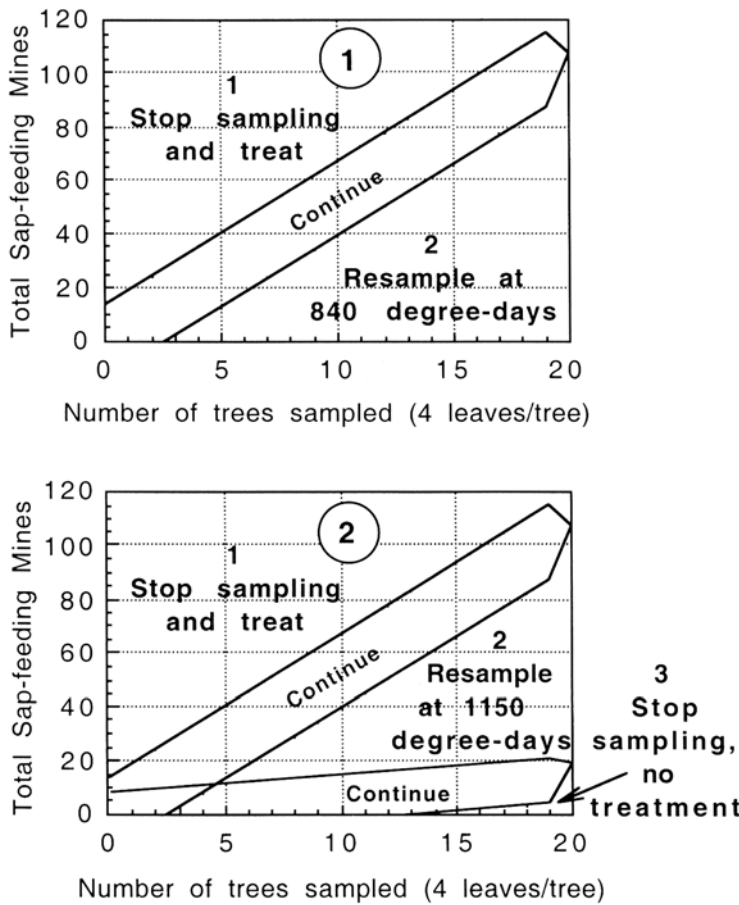 120
100
80
60
40
20
0
Total Sap-feeding Mines
1
1
Stop sampling
and treat
Continue
2
Resample at
840 degree-days
0 5 10 15 20
Number of trees sampled (4 leaves/tree)
120
100
80
60
40
20
0
Total Sap-feeding Mines
2
1
Stop sampling
and treat
Continue
2
Resample
at 1150
degree-days
Continue
3
Stop
sampling,
no
treatment
0 5 10 15 20
Number of trees sampled (4 leaves/tree)